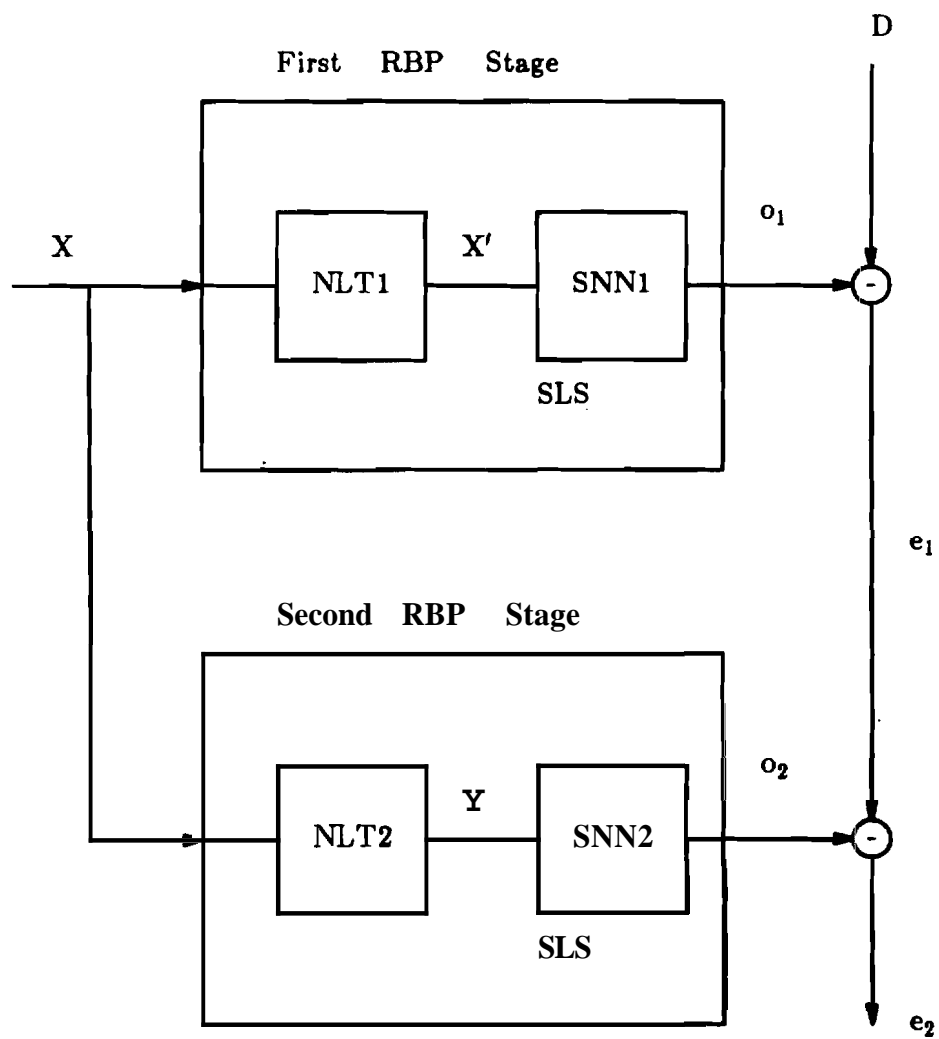 D
First RBP Stage
o₁
X
X′
NLT1
SNN1
-
SLS
e₁
Second RBP Stage
o₂
Y
NLT2
SNN2
-
SLS
e₂